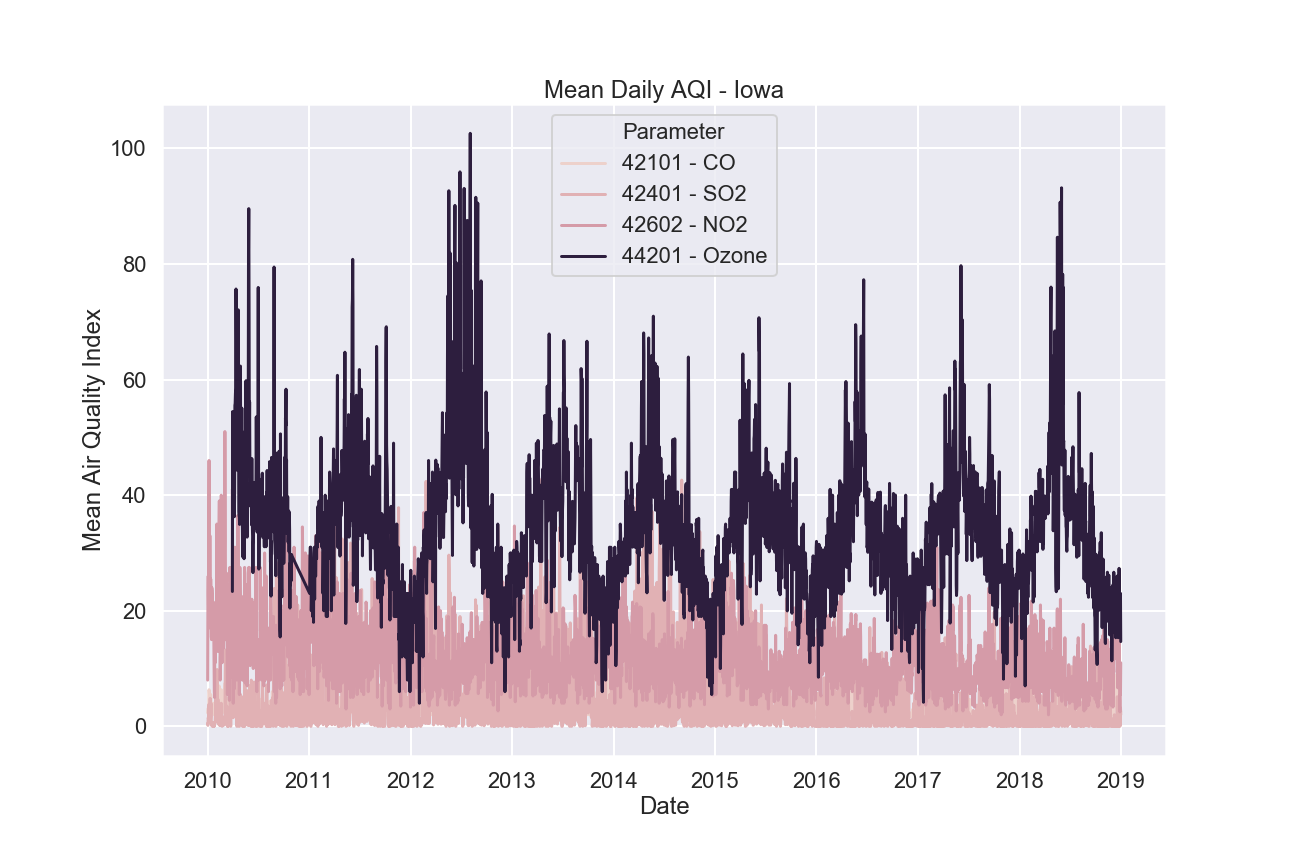 Mean Daily AQI - Iowa
Parameter
42101 - CO
42401 - SO2
42602 - NO2
44201 - Ozone
100
80
60
40
20
0
Mean Air Quality Index
2010 2011 2012 2013 2014 2015 2016 2017 2018 2019
Date